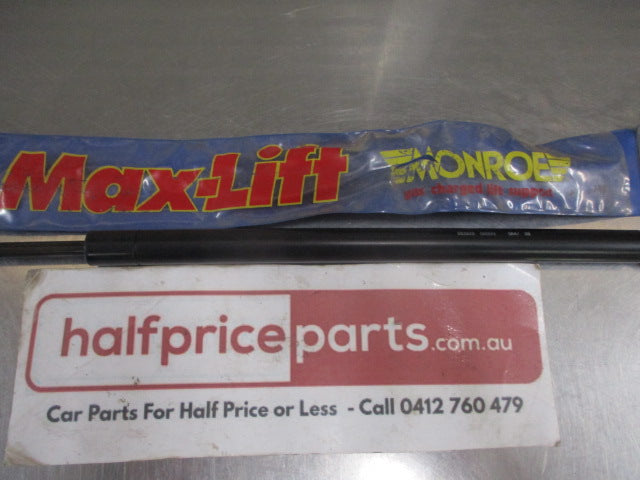 Max-Lift
MONROE
gas charged lift support
halfpriceparts.com.au
Car Parts For Half Price or Less - Call 0412 760 479